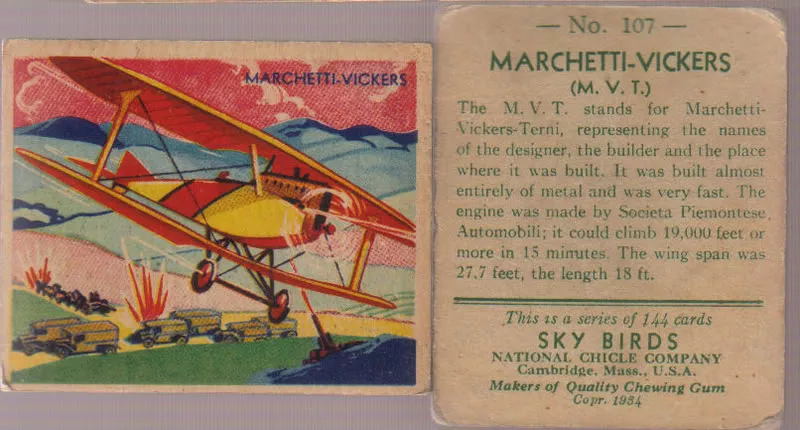 MARCHETTI-VICKERS
— No. 107 —
MARCHETTI-VICKERS
(M. V. T.)
The M. V. T. stands for Marchetti-
Vickers-Terni, representing the names
of the designer, the builder and the place
where it was built. It was built almost
entirely of metal and was very fast. The
engine was made by Societa Piemontese
Automobili; it could climb 19,000 feet or
more in 15 minutes. The wing span was
27.7 feet, the length 18 ft.
This is a series of 144 cards
SKY BIRDS
NATIONAL CHICLE COMPANY
Cambridge, Mass., U.S.A.
Makers of Quality Chewing Gum
Copr. 1934